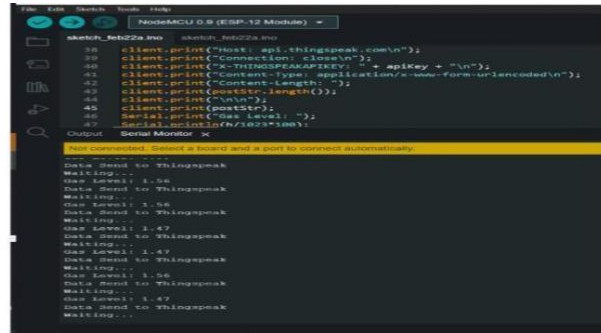 File Edit Sketch Tools Help
NodeMCU 0.9 (ESP-12 Module)
sketch_feb22a.ino sketch_feb22a.ino
38 client.print("Host: api.thingspeak.com\n");
39 client.print("Connection: close\n");
40 client.print("X-THINGSPEAKAPIKEY: " + apiKey + "\n");
41 client.print("Content-Type: application/x-www-form-urlencoded\n");
42 client.print("Content-Length: ");
43 client.print(postStr.length());
44 client.print("\n\n");
45 client.print(postStr);
46 Serial.print("Gas Level: ");
47 Serial.println(h/1023*100);
Output Serial Monitor x
Not connected. Select a board and a port to connect automatically.
Data Send to Thingspeak
Waiting...
Gas Level: 1.56
Data Send to Thingspeak
Waiting...
Gas Level: 1.56
Data Send to Thingspeak
Waiting...
Gas Level: 1.47
Data Send to Thingspeak
Waiting...
Gas Level: 1.47
Data Send to Thingspeak
Waiting...
Gas Level: 1.56
Data Send to Thingspeak
Waiting...
Gas Level: 1.47
Data Send to Thingspeak
Waiting...